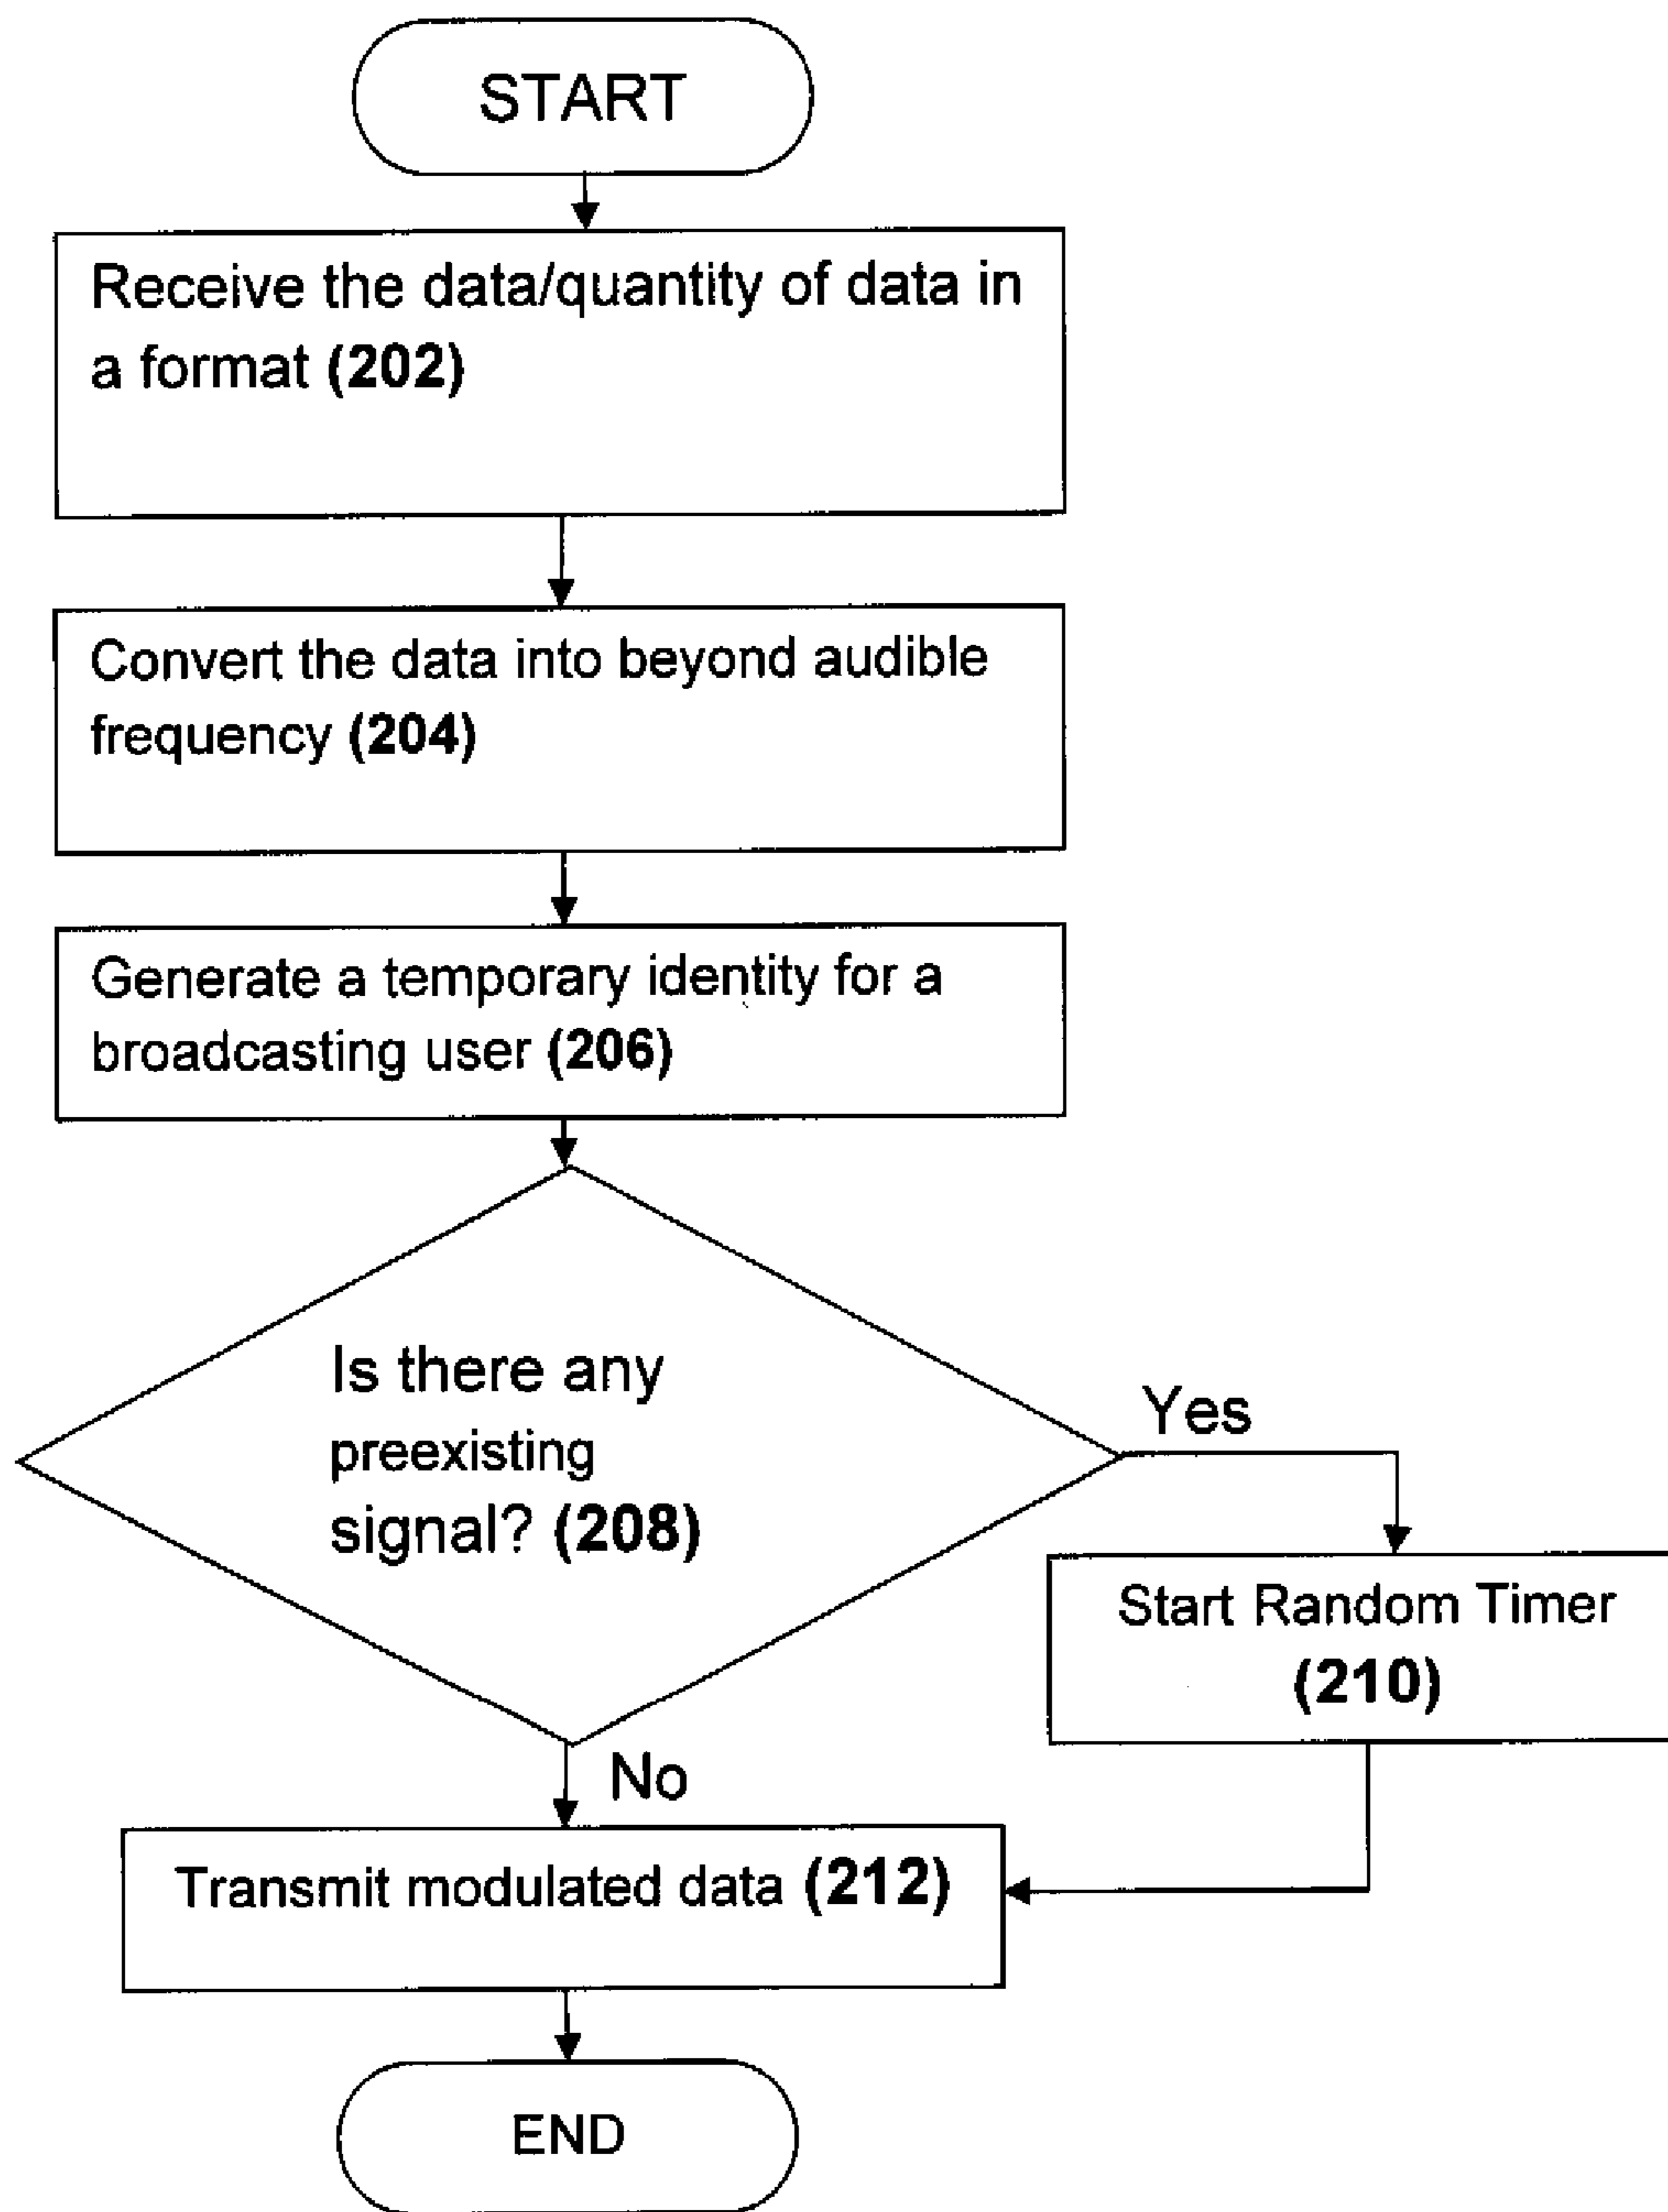 START
Receive the data/quantity of data in
a format (202)
Convert the data into beyond audible
frequency (204)
Generate a temporary identity for a
broadcasting user (206)
Is there any
preexisting
signal? (208)
Yes
Start Random Timer
(210)
No
Transmit modulated data (212)
END